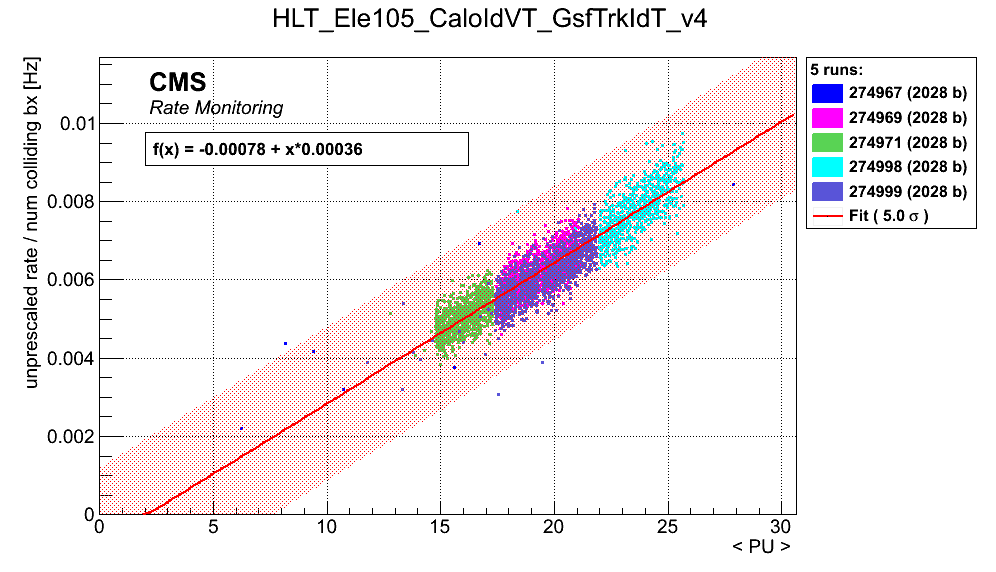 HLT_Ele105_CaloIdVT_GsfTrkIdT_v4
unprescaled rate / num colliding bx [Hz]
CMS
Rate Monitoring
f(x) = -0.00078 + x*0.00036
0.01
0.008
0.006
0.004
0.002
0
0 5 10 15 20 25 30
< PU >
5 runs:
274967 (2028 b)
274969 (2028 b)
274971 (2028 b)
274998 (2028 b)
274999 (2028 b)
Fit ( 5.0 σ )